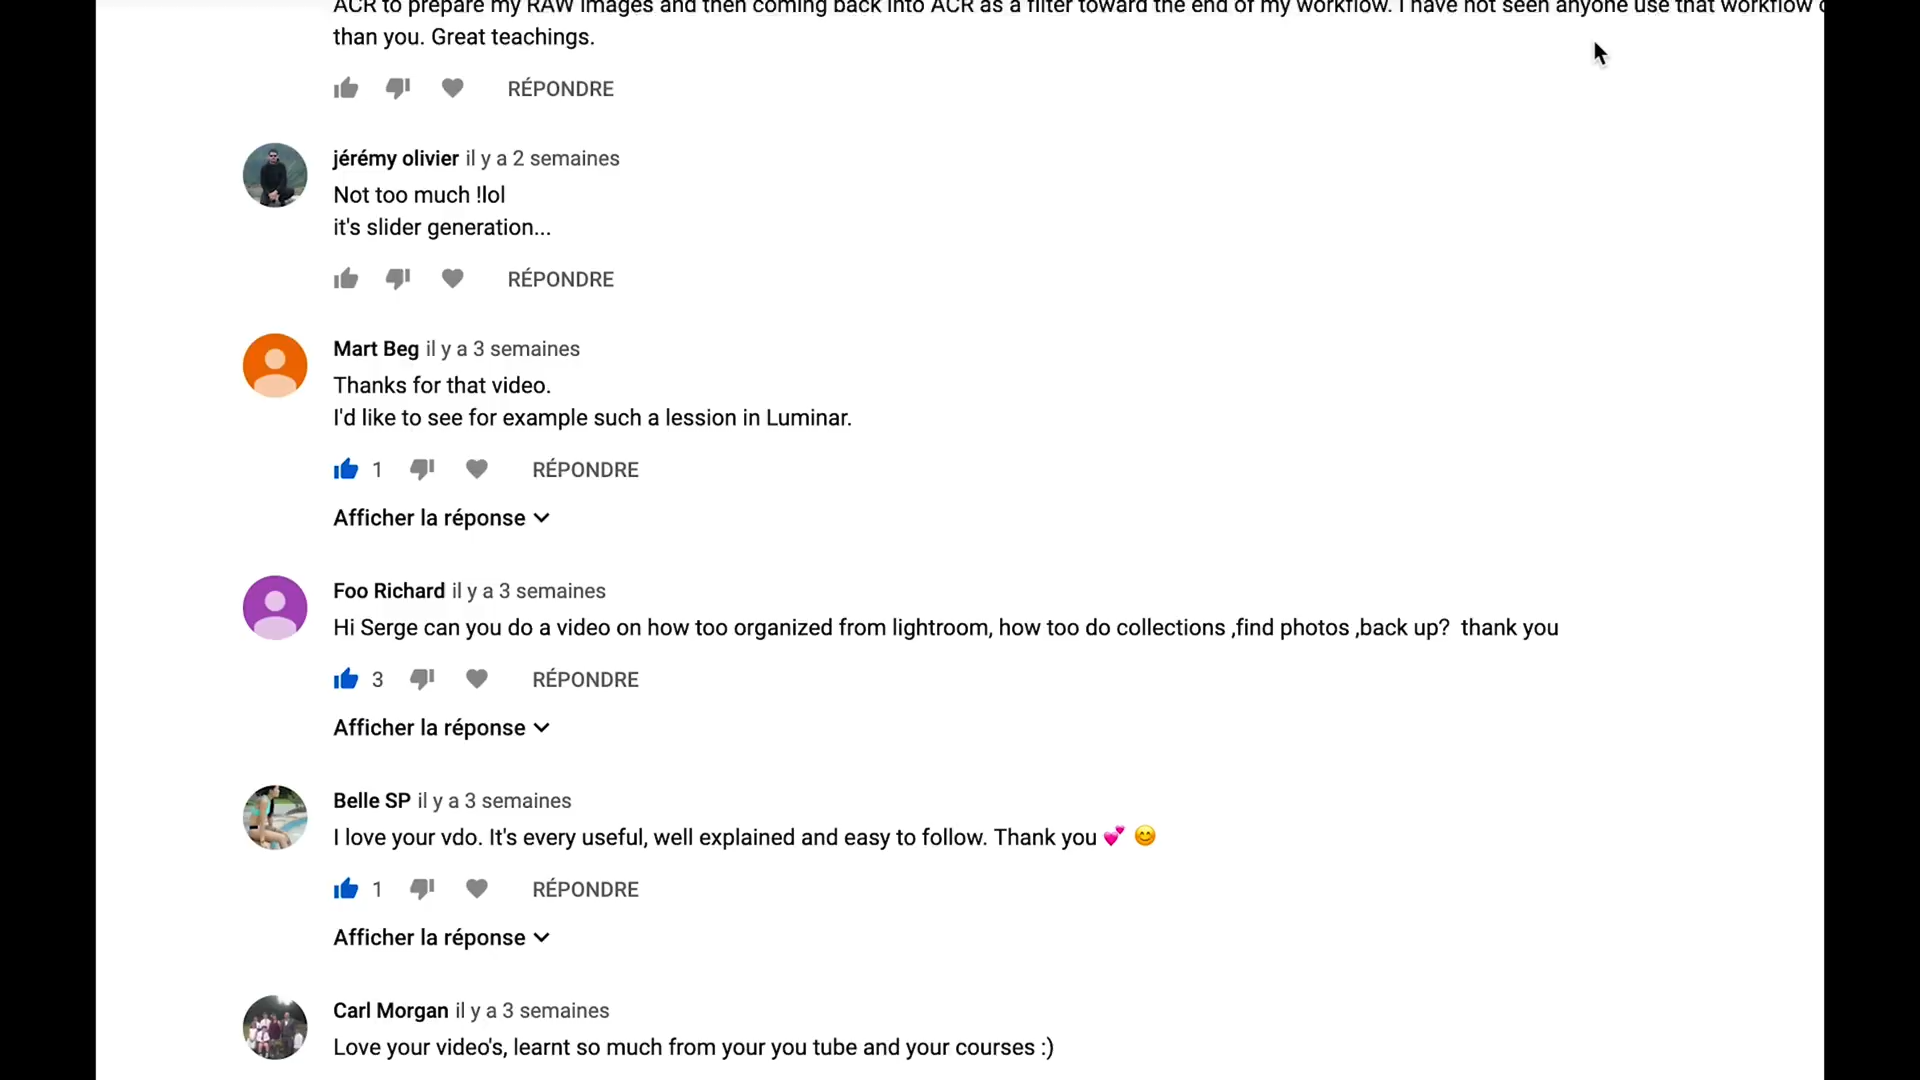 ACR to prepare my RAW images and then coming back into ACR as a filter toward the end of my workflow. I have not seen anyone use that workflow
than you. Great teachings.
RÉPONDRE
jérémy olivier il y a 2 semaines
Not too much !lol
it's slider generation...
RÉPONDRE
Mart Beg il y a 3 semaines
Thanks for that video.
I'd like to see for example such a lession in Luminar.
1 RÉPONDRE
Afficher la réponse
Foo Richard il y a 3 semaines
Hi Serge can you do a video on how too organized from lightroom, how too do collections ,find photos ,back up?  thank you
3 RÉPONDRE
Afficher la réponse
Belle SP il y a 3 semaines
I love your vdo. It's every useful, well explained and easy to follow. Thank you 💕 😊
1 RÉPONDRE
Afficher la réponse
Carl Morgan il y a 3 semaines
Love your video's, learnt so much from your you tube and your courses :)